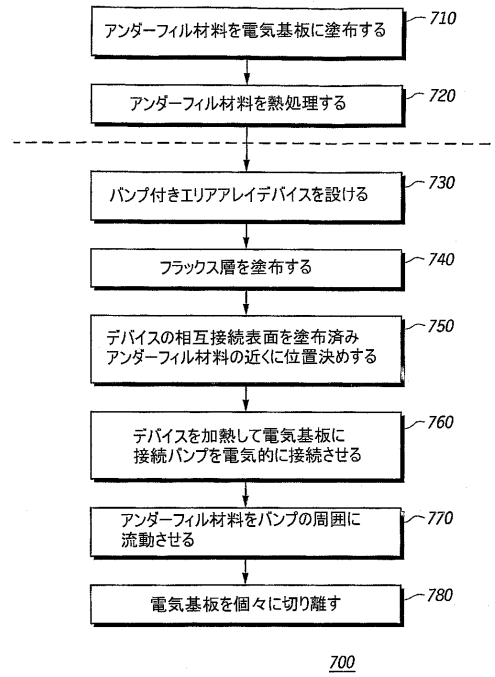 アンダーフィル材料を電気基板に塗布する
710
アンダーフィル材料を熱処理する
720
バンプ付きエリアアレイデバイスを設ける
730
フラックス層を塗布する
740
デバイスの相互接続表面を塗布済み
アンダーフィル材料の近くに位置決めする
750
デバイスを加熱して電気基板に
接続バンプを電気的に接続させる
760
アンダーフィル材料をバンプの周囲に
流動させる
770
電気基板を個々に切り離す
780
700